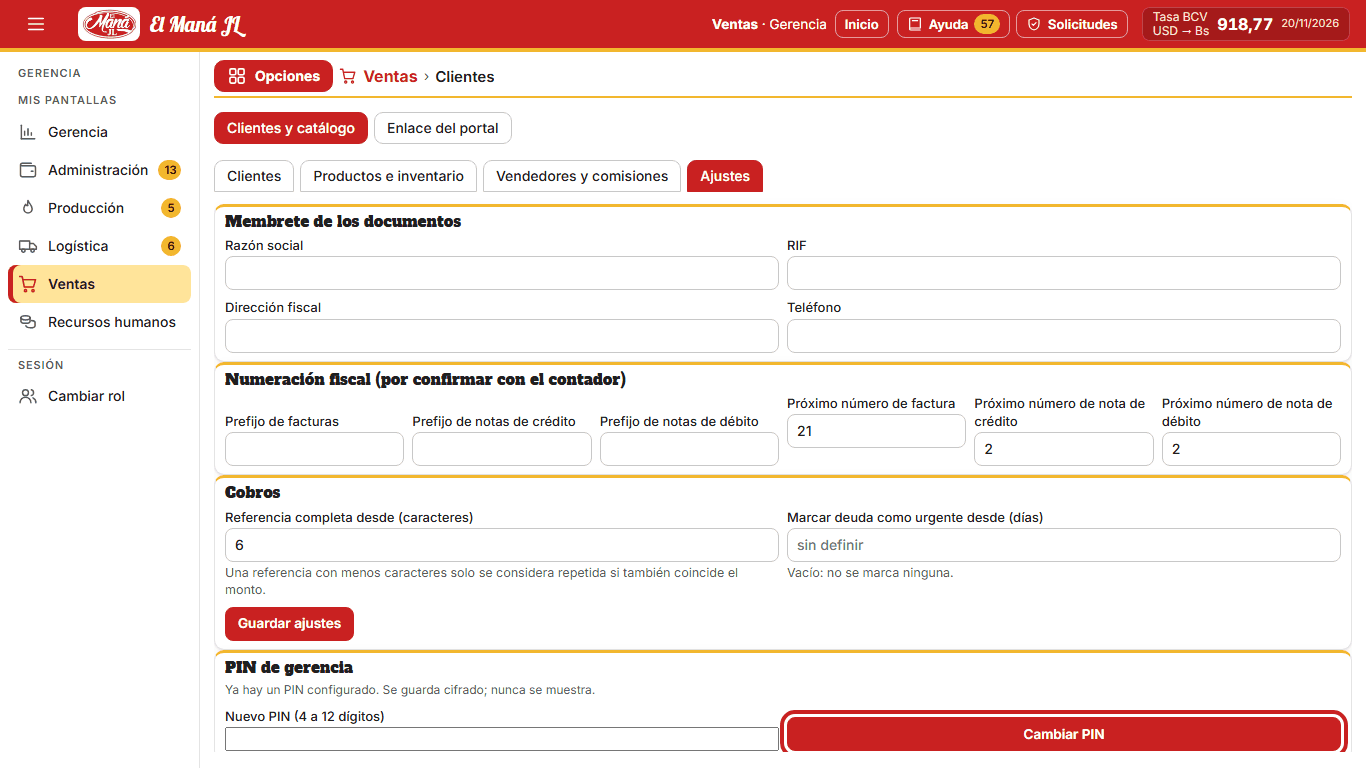 El Maná JL
El Maná JL
Ventas · Gerencia
Inicio
Ayuda 57
Solicitudes
Tasa BCV
USD → Bs
918,77
20/11/2026
GERENCIA
MIS PANTALLAS
Gerencia
Administración 13
Producción 5
Logística 6
Ventas
Recursos humanos
SESIÓN
Cambiar rol
Opciones
Ventas › Clientes
Clientes y catálogo
Enlace del portal
Clientes
Productos e inventario
Vendedores y comisiones
Ajustes
Membrete de los documentos
Razón social
RIF
Dirección fiscal
Teléfono
Numeración fiscal (por confirmar con el contador)
Prefijo de facturas
Prefijo de notas de crédito
Prefijo de notas de débito
Próximo número de factura
21
Próximo número de nota de
crédito
2
Próximo número de nota de
débito
2
Cobros
Referencia completa desde (caracteres)
6
Una referencia con menos caracteres solo se considera repetida si también coincide el
monto.
Marcar deuda como urgente desde (días)
sin definir
Vacío: no se marca ninguna.
Guardar ajustes
PIN de gerencia
Ya hay un PIN configurado. Se guarda cifrado; nunca se muestra.
Nuevo PIN (4 a 12 dígitos)
Cambiar PIN